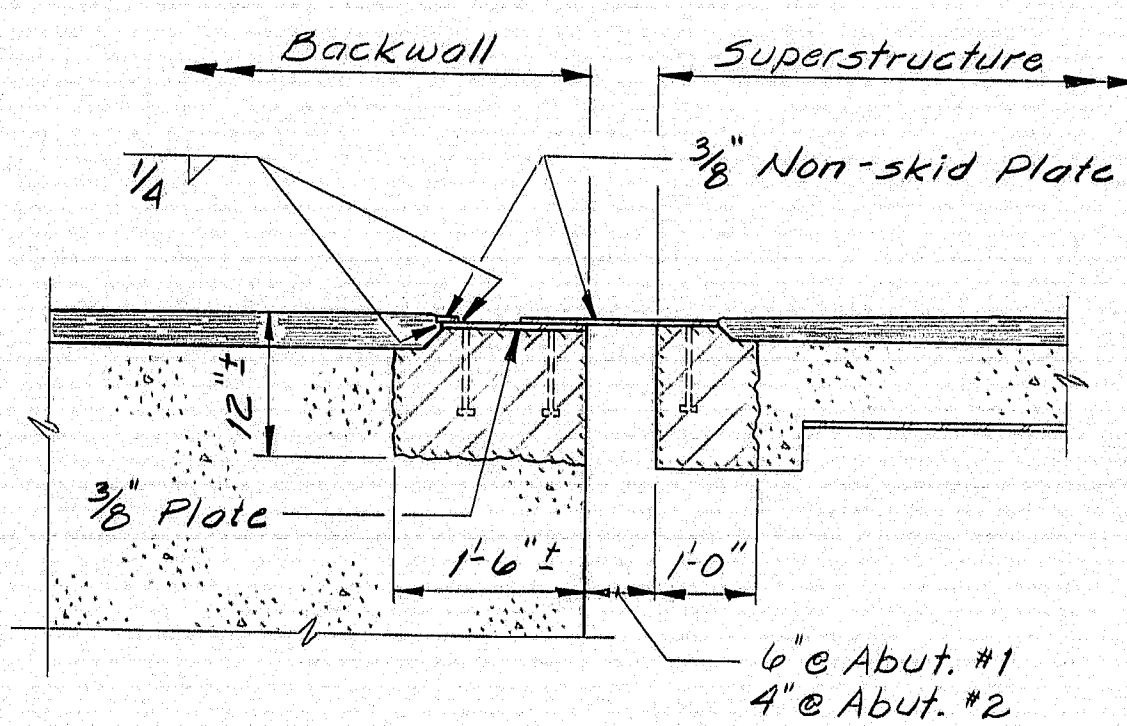 Backwall
Superstructure
1/4
3/8" Non-skid Plate
12"±
3/8" Plate
1'-6"±
1'-0"
6" @ Abut. #1
4" @ Abut. #2